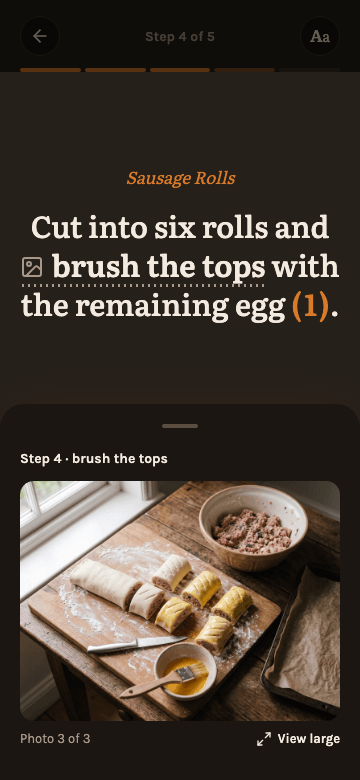 Step 4 of 5
Aa
Sausage Rolls
Cut into six rolls and
brush the tops with
the remaining egg (1).
Step 4 · brush the tops
Photo 3 of 3
View large